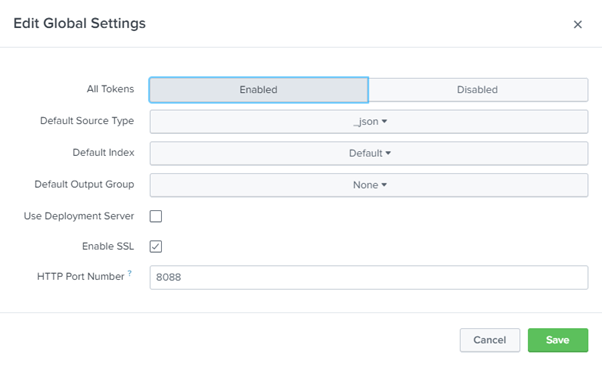 Edit Global Settings ×
All Tokens Enabled Disabled
Default Source Type _json
Default Index Default
Default Output Group None
Use Deployment Server
Enable SSL
HTTP Port Number ? 8088
Cancel Save